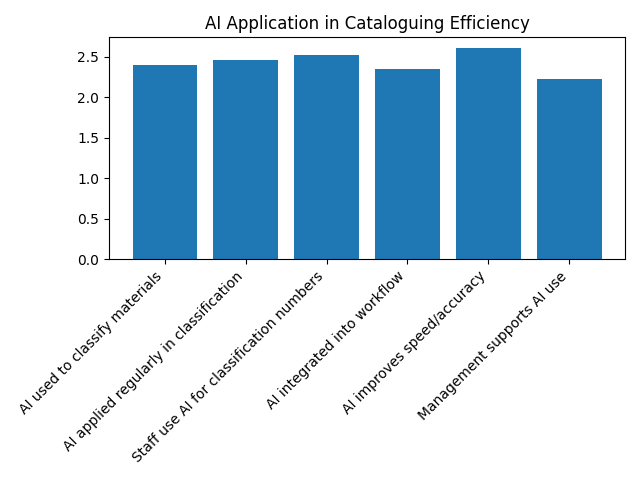 AI Application in Cataloguing Efficiency
2.5
2.0
1.5
1.0
0.5
0.0
AI used to classify materials
AI applied regularly in classification
Staff use AI for classification numbers
AI integrated into workflow
AI improves speed/accuracy
Management supports AI use